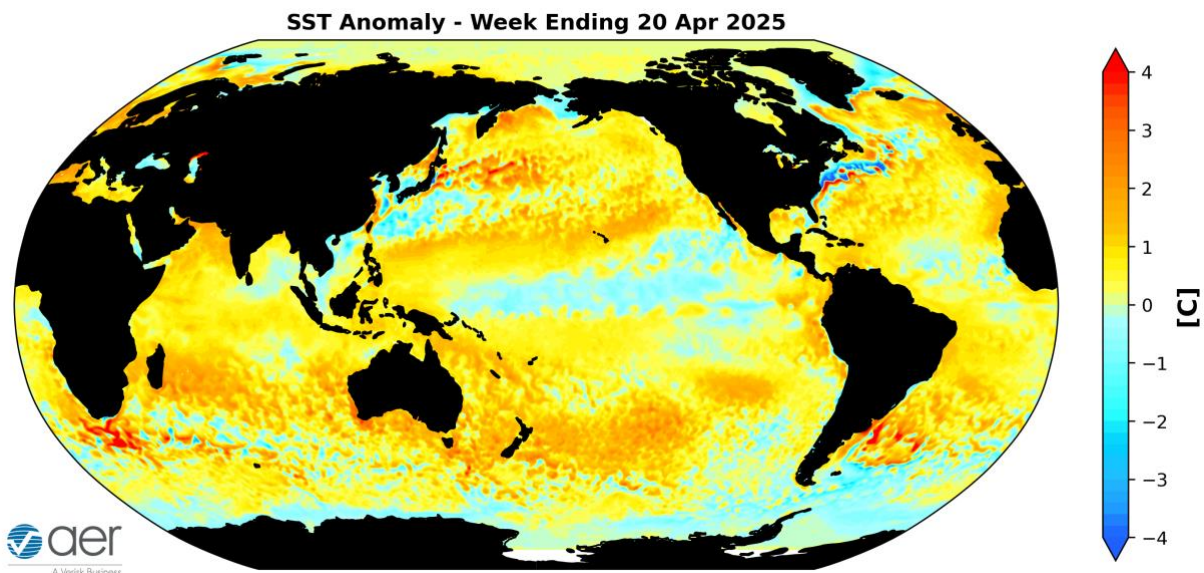 SST Anomaly - Week Ending 20 Apr 2025
4
3
2
1
0
−1
−2
−3
−4
[C]
aer
A Verisk Business